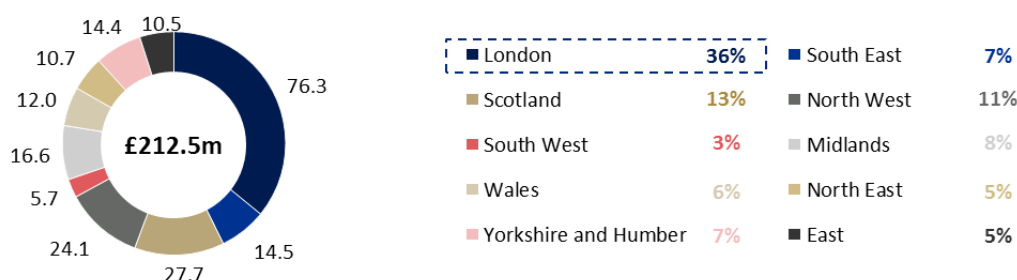 14.4
10.5
10.7
76.3
12.0
£212.5m
16.6
5.7
24.1
14.5
27.7
London 36%
South East 7%
Scotland 13%
North West 11%
South West 3%
Midlands 8%
Wales 6%
North East 5%
Yorkshire and Humber 7%
East 5%